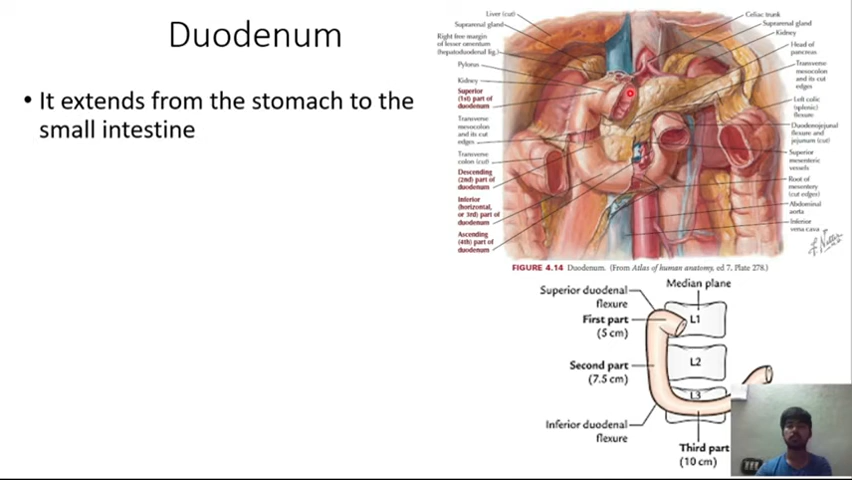 Duodenum
• It extends from the stomach to the
small intestine
Liver (cut)
Suprarenal gland
Right free margin
of lesser omentum
(hepatoduodenal lig.)
Pylorus
Kidney
Superior
(1st) part of
duodenum
Transverse
mesocolon
and its cut
edges
Transverse
colon (cut)
Descending
(2nd) part of
duodenum
Inferior
(horizontal,
or 3rd) part of
duodenum
Ascending
(4th) part of
duodenum
Celiac trunk
Suprarenal gland
Kidney
Head of
pancreas
Transverse
mesocolon
and its cut
edges
Left colic
(splenic)
flexure
Duodenojejunal
flexure and
jejunum (cut)
Superior
mesenteric
vessels
Root of
mesentery
(cut edges)
Abdominal
aorta
Inferior
vena cava
F. Netter
FIGURE 4.14 Duodenum. (From Atlas of human anatomy, ed 7, Plate 278.)
Median plane
Superior duodenal
flexure
First part
(5 cm)
L1
Second part
(7.5 cm)
L2
L3
Inferior duodenal
flexure
Third part
(10 cm)